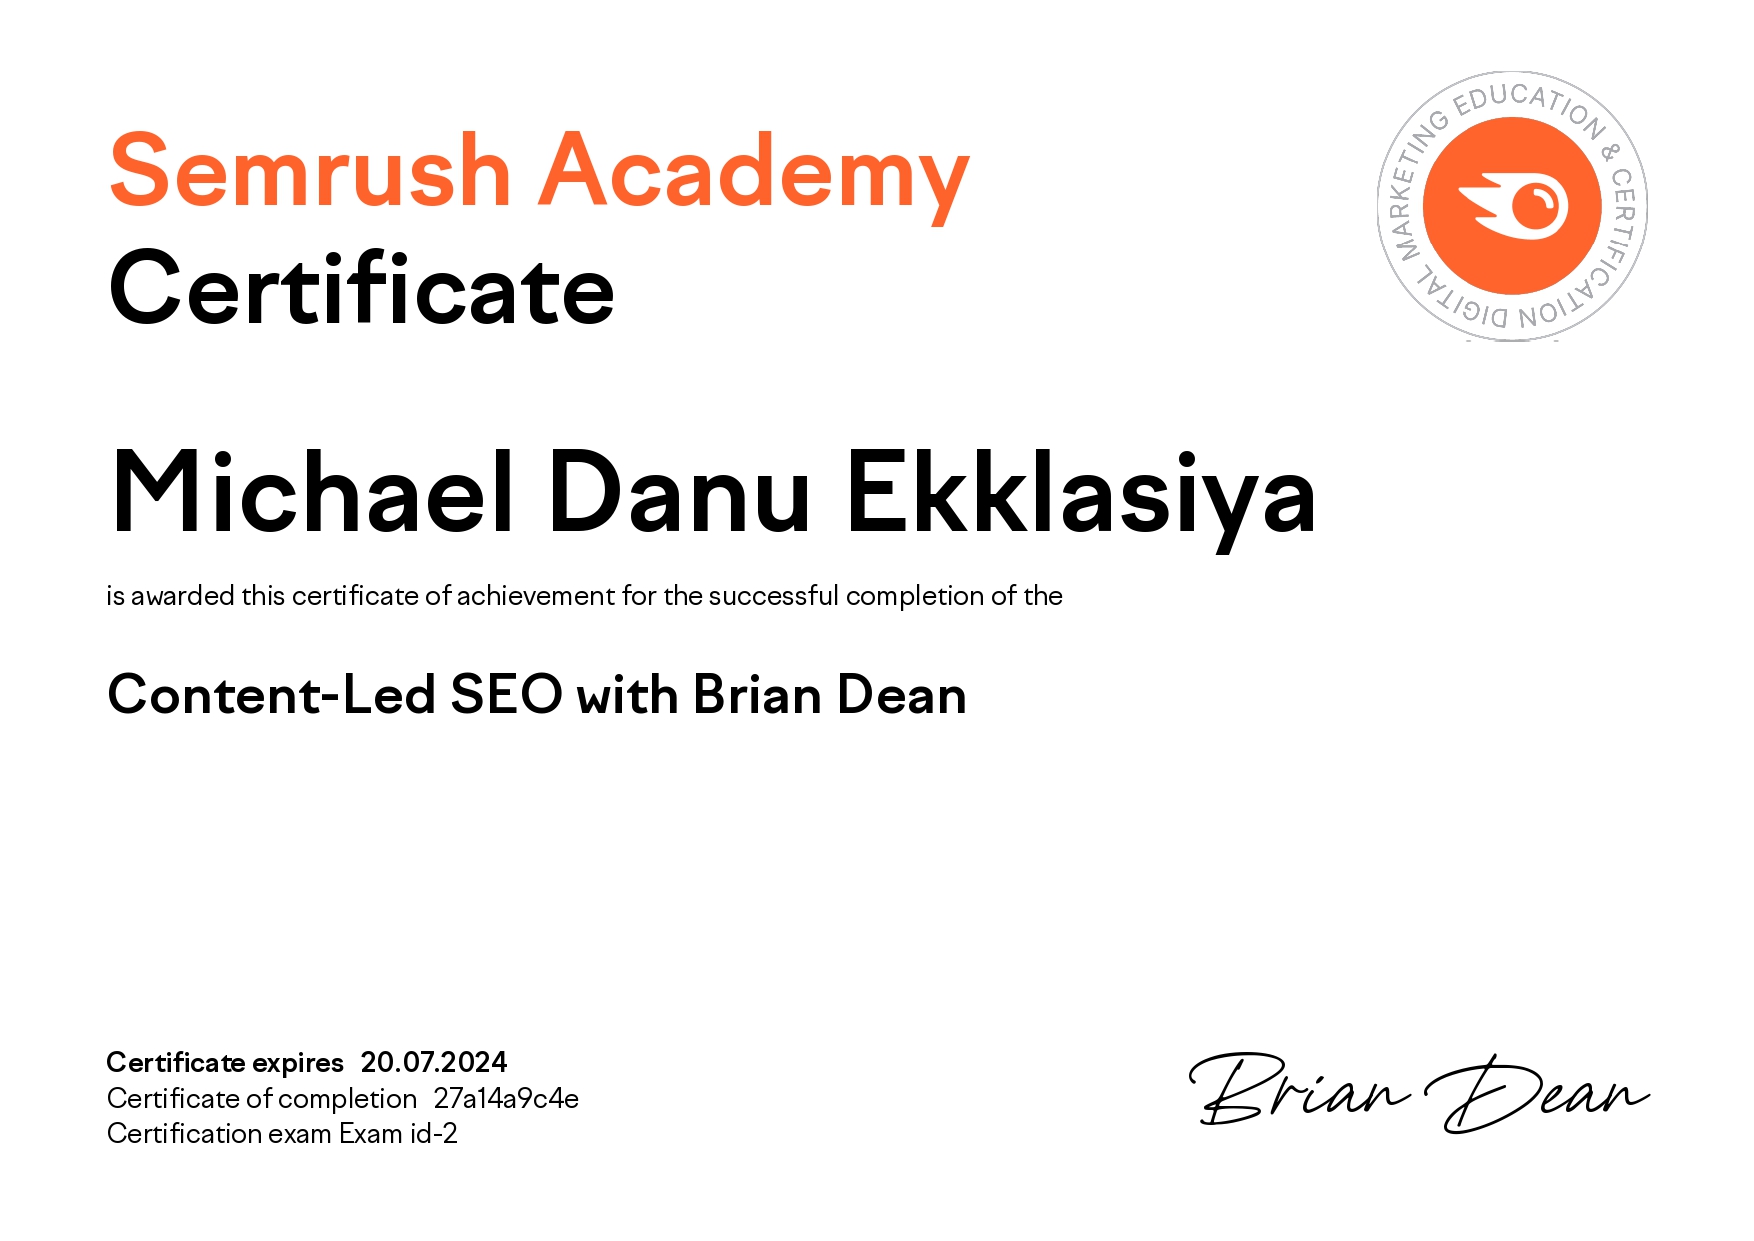 Semrush Academy
Certificate
DIGITAL MARKETING EDUCATION & CERTIFICATION
Michael Danu Ekklasiya
is awarded this certificate of achievement for the successful completion of the
Content-Led SEO with Brian Dean
Certificate expires 20.07.2024
Certificate of completion 27a14a9c4e
Certification exam Exam id-2
Brian Dean